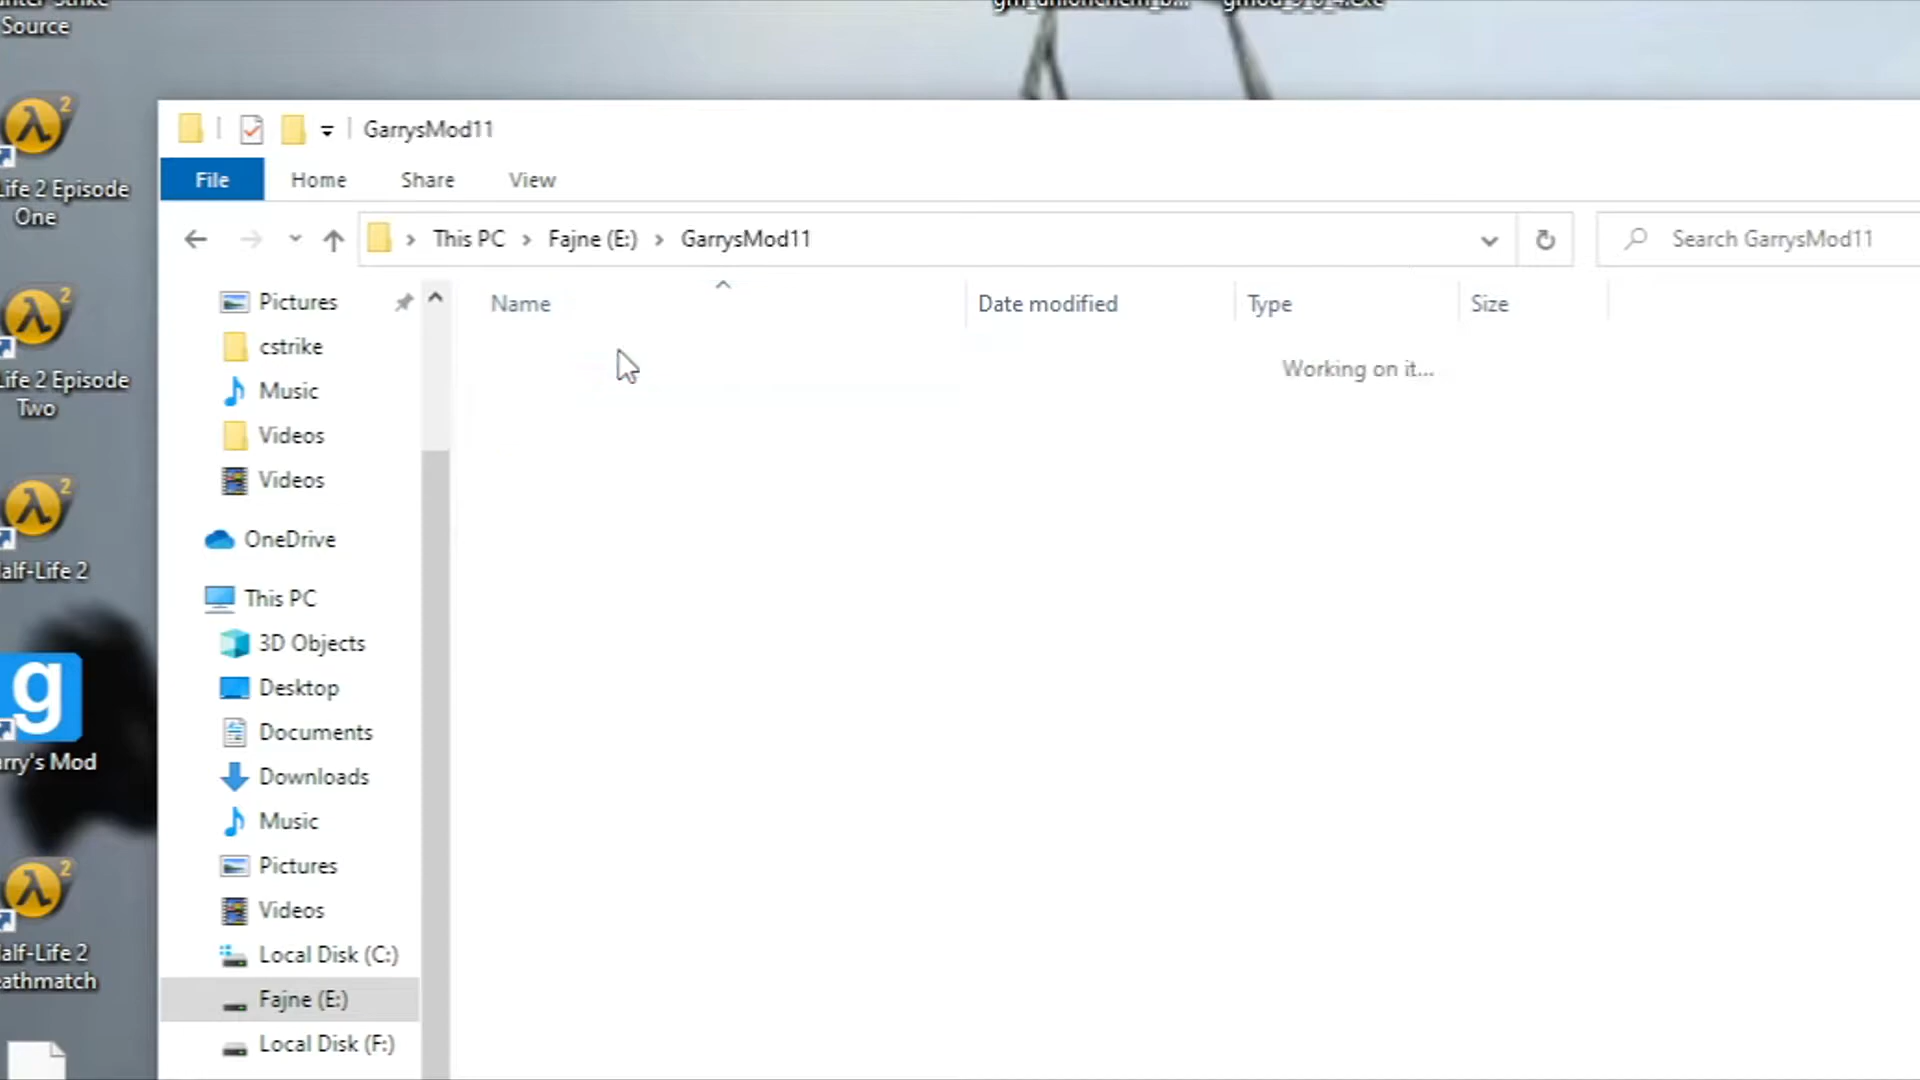 Source
Life 2 Episode
One
Life 2 Episode
Two
alf-Life 2
g
rry's Mod
alf-Life 2
eathmatch
GarrysMod11
File
Home
Share
View
This PC
Fajne (E:)
GarrysMod11
Search GarrysMod11
Name
Date modified
Type
Size
Working on it...
Pictures
cstrike
Music
Videos
Videos
OneDrive
This PC
3D Objects
Desktop
Documents
Downloads
Music
Pictures
Videos
Local Disk (C:)
Fajne (E:)
Local Disk (F:)